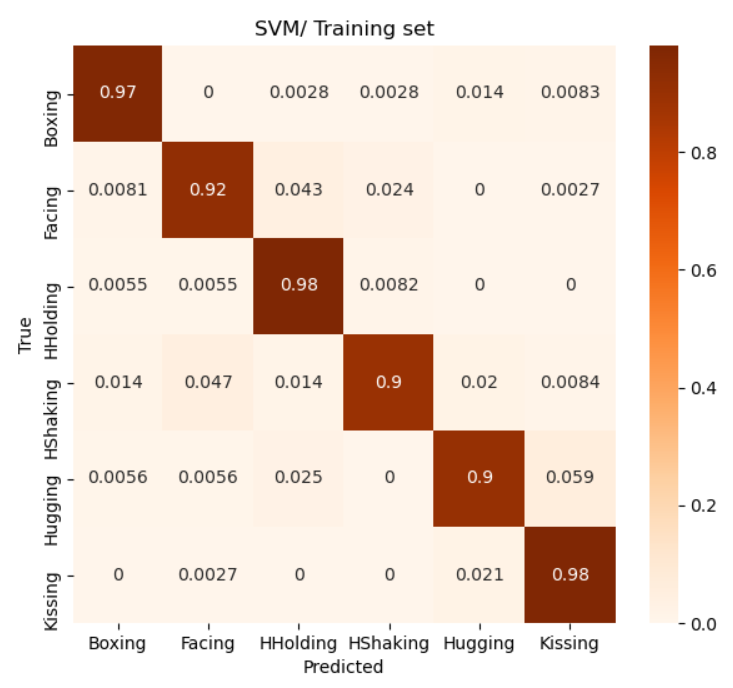 SVM/ Training set
Boxing 0.97 0 0.0028 0.0028 0.014 0.0083
Facing 0.0081 0.92 0.043 0.024 0 0.0027
HHolding 0.0055 0.0055 0.98 0.0082 0 0
HShaking 0.014 0.047 0.014 0.9 0.02 0.0084
Hugging 0.0056 0.0056 0.025 0 0.9 0.059
Kissing 0 0.0027 0 0 0.021 0.98
True
Boxing Facing HHolding HShaking Hugging Kissing
Predicted
0.8
0.6
0.4
0.2
0.0